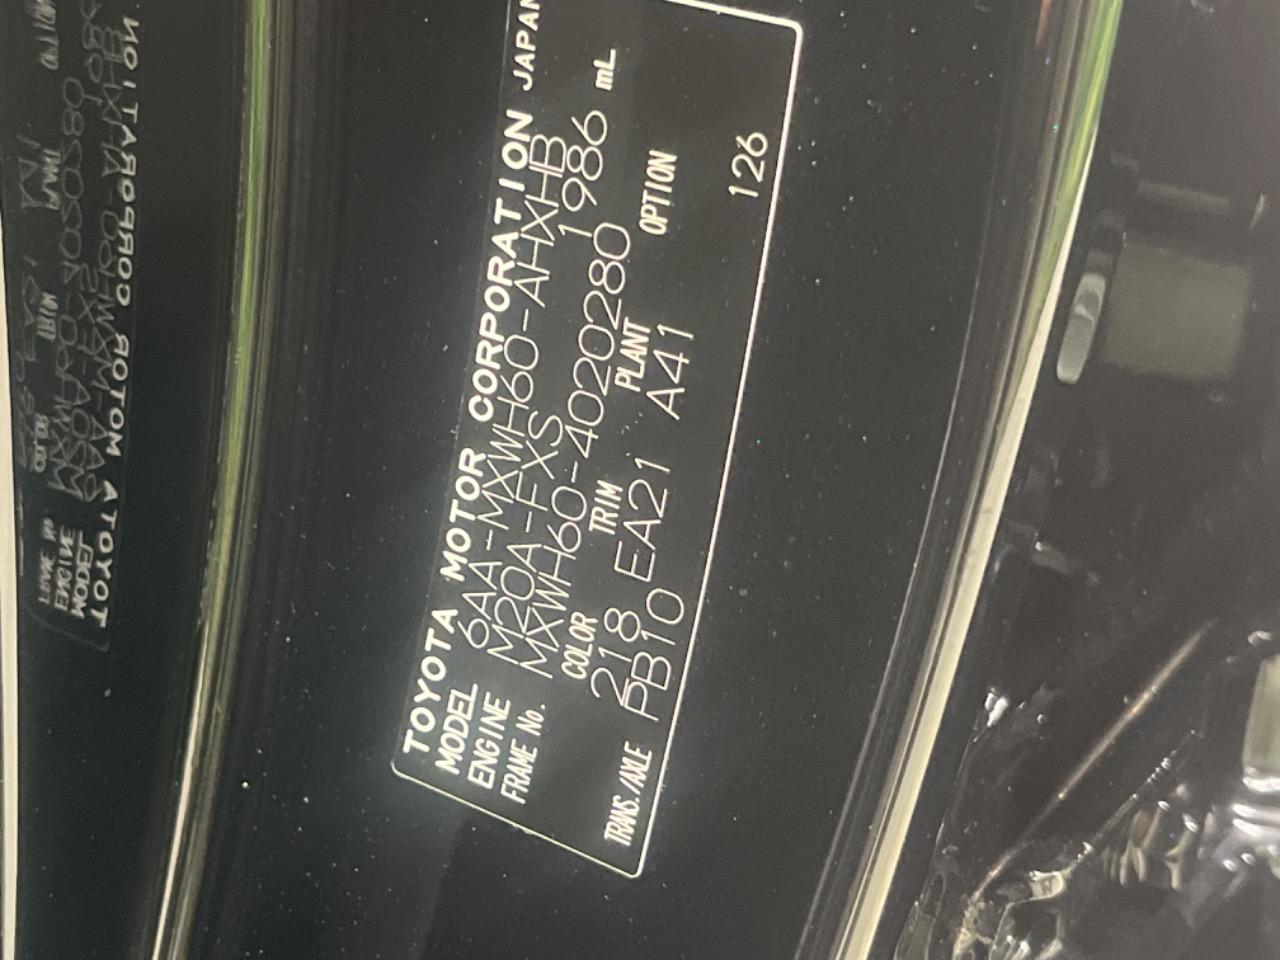 TOYOTA MOTOR CORPORATION JAPAN
MODEL 6AA-MXWH60-AHXHB
ENGINE M20A-FXS 1986 mL
FRAME No. MXWH60-4020280
COLOR TRIM PLANT OPTION
218 EA21 A41
TRANS./AXLE PB10 126